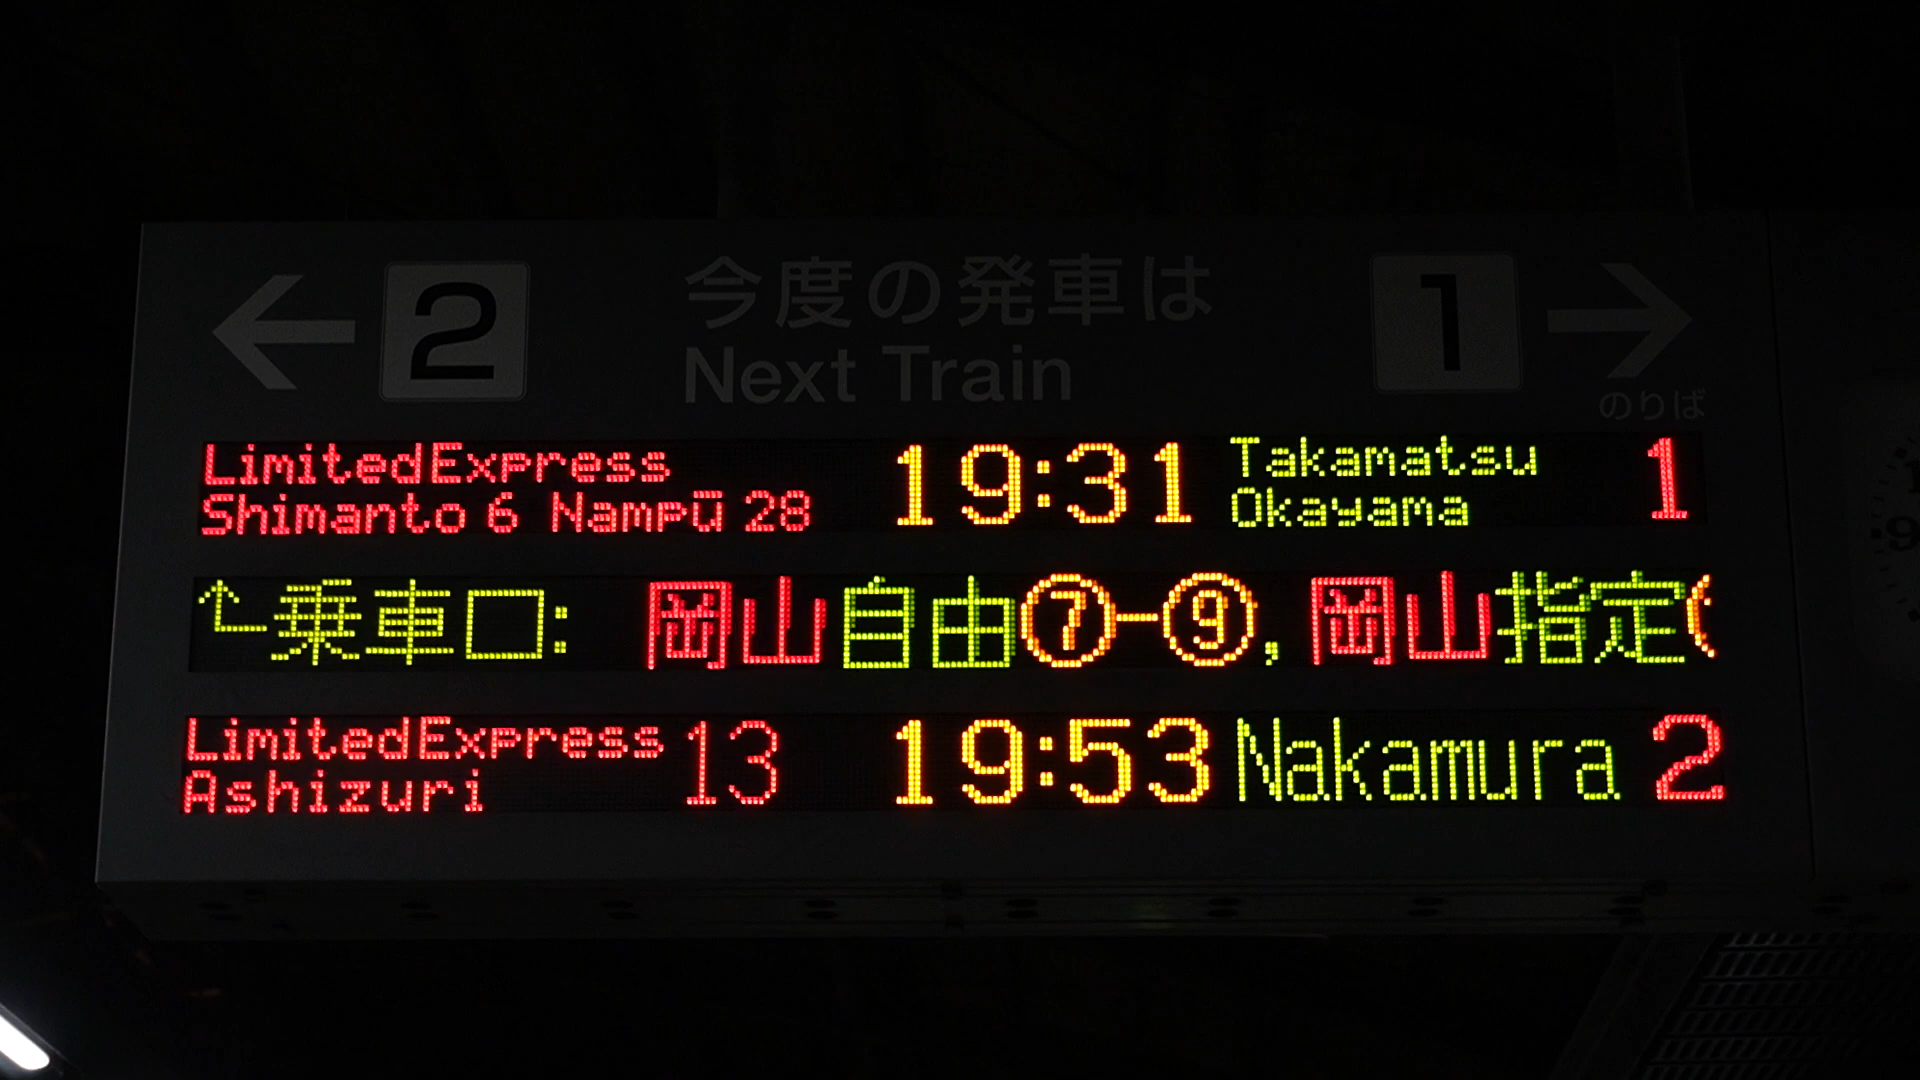 ← 2 今度の発車は 1 →
Next Train
のりば
LimitedExpress
Shimanto 6 Nampū 28 19:31 Takamatsu
Okayama 1
乗車口: 岡山自由⑦-⑨, 岡山指定
LimitedExpress 13 19:53 Nakamura 2
Ashizuri